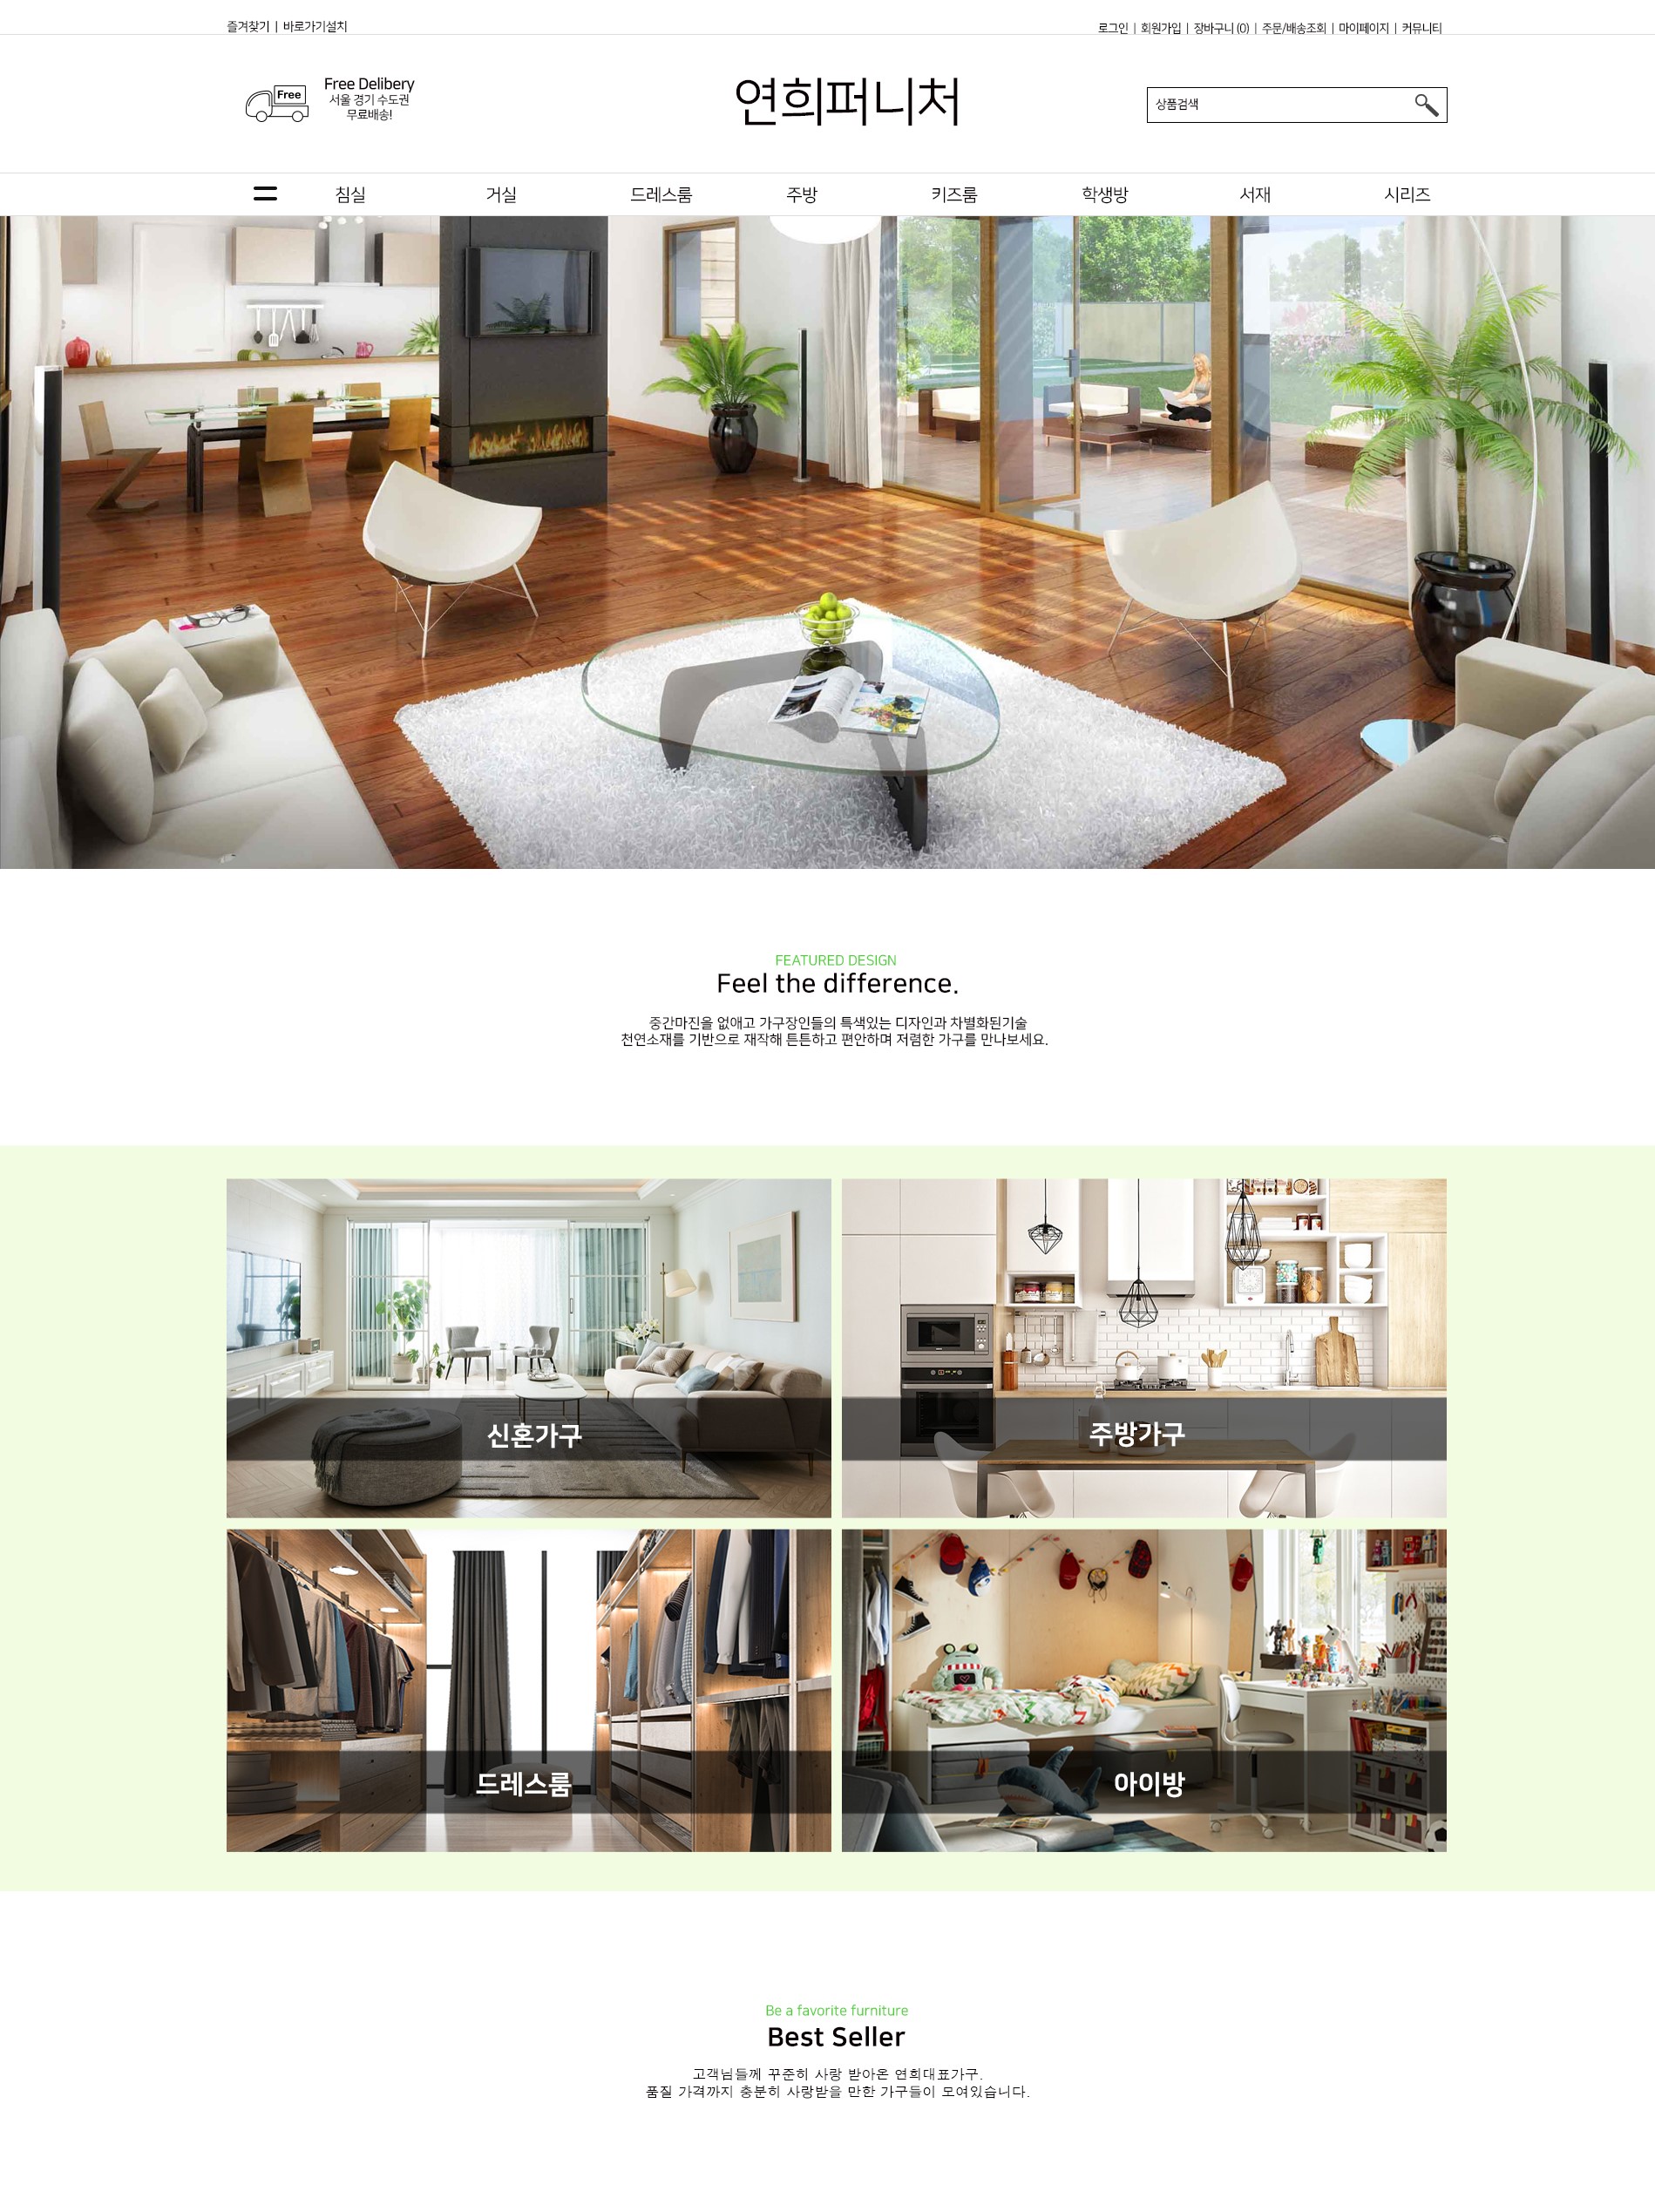 즐겨찾기 | 바로가기설치
로그인 | 회원가입 | 장바구니 (0) | 주문/배송조회 | 마이페이지 | 커뮤니티
Free
Free Delibery
서울 경기 수도권
무료배송!
연희퍼니처
상품검색
침실 거실 드레스룸 주방 키즈룸 학생방 서재 시리즈
FEATURED DESIGN
Feel the difference.
중간마진을 없애고 가구장인들의 특색있는 디자인과 차별화된기술
천연소재를 기반으로 재작해 튼튼하고 편안하며 저렴한 가구를 만나보세요.
신혼가구
주방가구
드레스룸
아이방
Be a favorite furniture
Best Seller
고객님들께 꾸준히 사랑 받아온 연희대표가구.
품질 가격까지 충분히 사랑받을 만한 가구들이 모여있습니다.